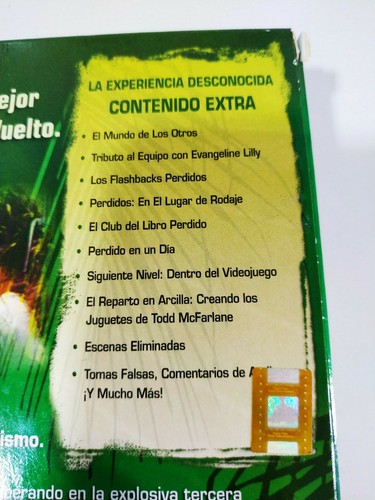 LA EXPERIENCIA DESCONOCIDA
CONTENIDO EXTRA
• El Mundo de Los Otros
• Tributo al Equipo con Evangeline Lilly
• Los Flashbacks Perdidos
• Perdidos: En El Lugar de Rodaje
• El Club del Libro Perdido
• Perdido en un Día
• Siguiente Nivel: Dentro del Videojuego
• El Reparto en Arcilla: Creando los
Juguetes de Todd McFarlane
• Escenas Eliminadas
• Tomas Falsas, Comentarios de
¡Y Mucho Más!
ejor
uelto.
ismo.
perando en la explosiva tercera